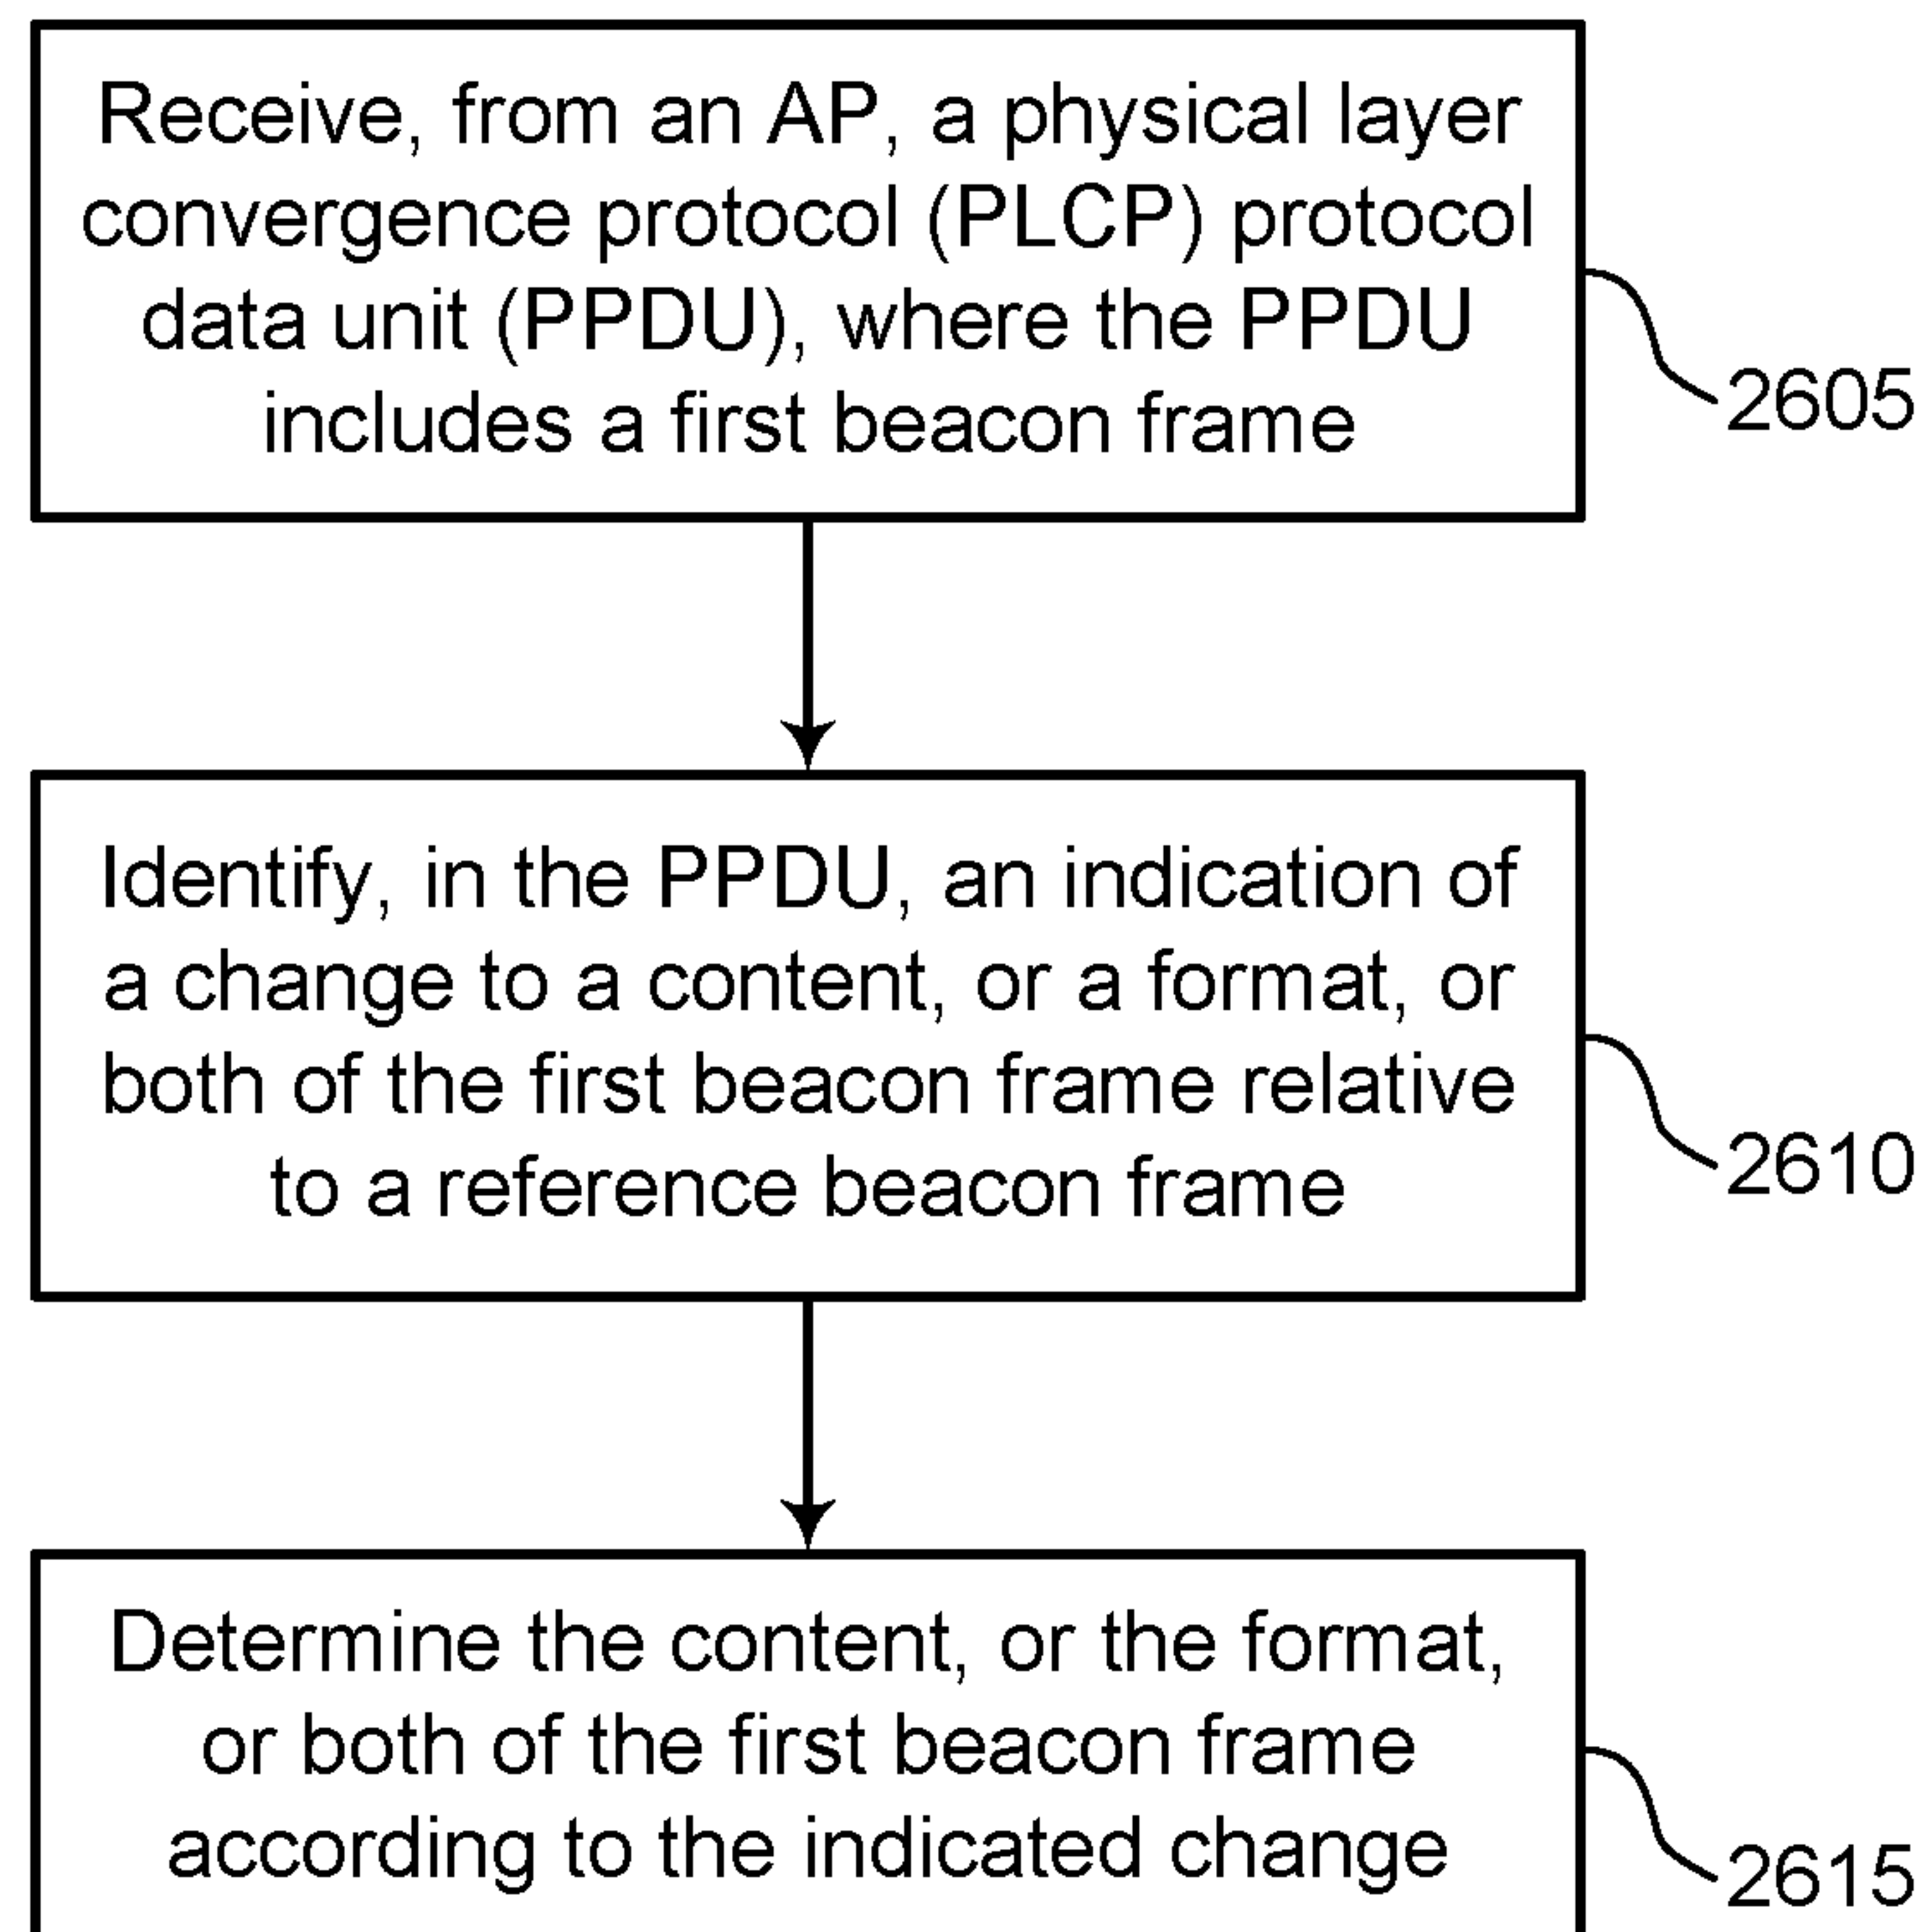 Receive, from an AP, a physical layer
convergence protocol (PLCP) protocol
data unit (PPDU), where the PPDU
includes a first beacon frame
2605
Identify, in the PPDU, an indication of
a change to a content, or a format, or
both of the first beacon frame relative
to a reference beacon frame
2610
Determine the content, or the format,
or both of the first beacon frame
according to the indicated change
2615